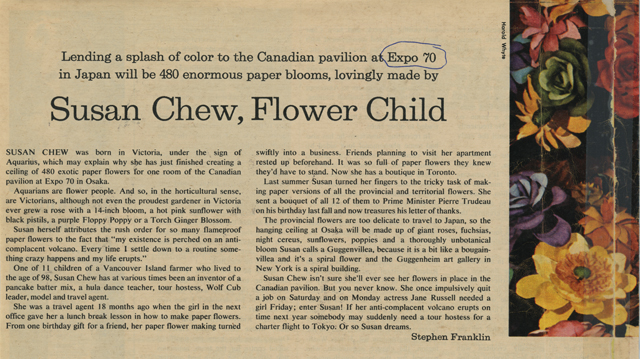 Harold Whyte
Lending a splash of color to the Canadian pavilion at Expo 70
in Japan will be 480 enormous paper blooms, lovingly made by
Susan Chew, Flower Child
SUSAN CHEW was born in Victoria, under the sign of
Aquarius, which may explain why she has just finished creating a
ceiling of 480 exotic paper flowers for one room of the Canadian
pavilion at Expo 70 in Osaka.
Aquarians are flower people. And so, in the horticultural sense,
are Victorians, although not even the proudest gardener in Victoria
ever grew a rose with a 14-inch bloom, a hot pink sunflower with
black pistils, a purple Floppy Poppy or a Torch Ginger Blossom.
Susan herself attributes the rush order for so many flameproof
paper flowers to the fact that "my existence is perched on an anti-
complacent volcano. Every time I settle down to a routine some-
thing crazy happens and my life erupts."
One of 11 children of a Vancouver Island farmer who lived to
the age of 98, Susan Chew has at various times been an inventor of a
pancake batter mix, a hula dance teacher, tour hostess, Wolf Cub
leader, model and travel agent.
She was a travel agent 18 months ago when the girl in the next
office gave her a lunch break lesson in how to make paper flowers.
From one birthday gift for a friend, her paper flower making turned
swiftly into a business. Friends planning to visit her apartment
rested up beforehand. It was so full of paper flowers they knew
they'd have to stand. Now she has a boutique in Toronto.
Last summer Susan turned her fingers to the tricky task of mak-
ing paper versions of all the provincial and territorial flowers. She
sent a bouquet of all 12 of them to Prime Minister Pierre Trudeau
on his birthday last fall and now treasures his letter of thanks.
The provincial flowers are too delicate to travel to Japan, so the
hanging ceiling at Osaka will be made up of giant roses, fuchsias,
night cereus, sunflowers, poppies and a thoroughly unbotanical
bloom Susan calls a Guggenvillea, because it is a bit like a bougain-
villea and it's a spiral flower and the Guggenheim art gallery in
New York is a spiral building.
Susan Chew isn't sure she'll ever see her flowers in place in the
Canadian pavilion. But you never know. She once impulsively quit
a job on Saturday and on Monday actress Jane Russell needed a
girl Friday; enter Susan! If her anti-complacent volcano erupts on
time next year somebody may suddenly need a tour hostess for a
charter flight to Tokyo. Or so Susan dreams.
Stephen Franklin